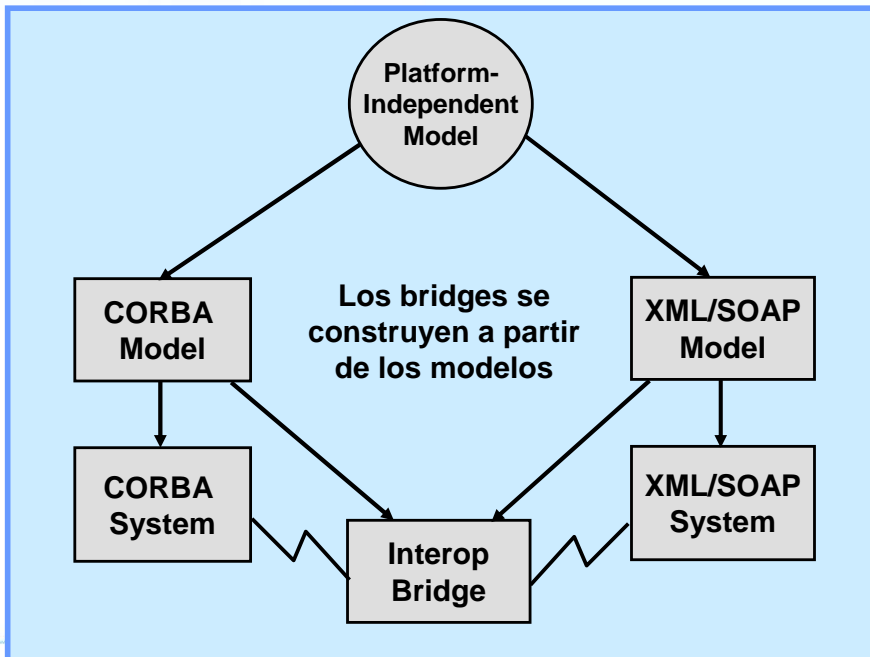 Platform-
Independent
Model
CORBA
Model
Los bridges se
construyen a partir
de los modelos
XML/SOAP
Model
CORBA
System
Interop
Bridge
XML/SOAP
System